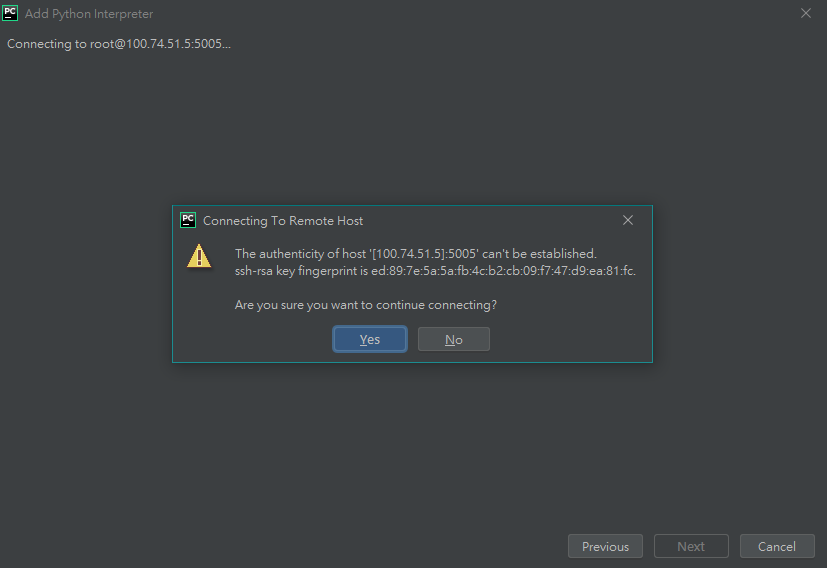 PC
Add Python Interpreter
Connecting to root@100.74.51.5:5005...
PC
Connecting To Remote Host
The authenticity of host '[100.74.51.5]:5005' can't be established.
ssh-rsa key fingerprint is ed:89:7e:5a:5a:fb:4c:b2:cb:09:f7:47:d9:ea:81:fc.
Are you sure you want to continue connecting?
Yes No
Previous Next Cancel